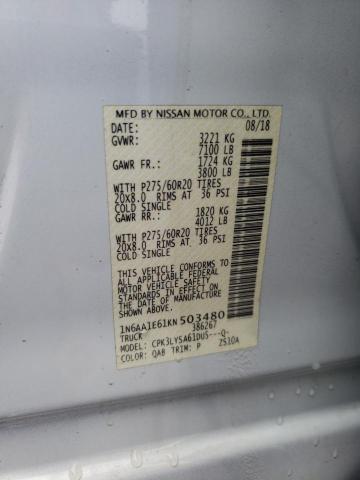 MFD BY NISSAN MOTOR CO., LTD.
DATE: 08/18
GVWR: 3221 KG
7100 LB
GAWR FR.: 1724 KG
3800 LB
WITH P275/60R20 TIRES
20x8.0 RIMS AT 36 PSI
COLD SINGLE
GAWR RR.: 1820 KG
4012 LB
WITH P275/60R20 TIRES
20x8.0 RIMS AT 36 PSI
COLD SINGLE
THIS VEHICLE CONFORMS TO
ALL APPLICABLE FEDERAL
MOTOR VEHICLE SAFETY
STANDARDS IN EFFECT ON
THE DATE OF MANUFACTURE
SHOWN ABOVE.
1N6AA1E61KN503480
TRUCK 386267
MODEL: CPK3LYSA61DUS---Q-
COLOR: QAB TRIM: P ZS10A